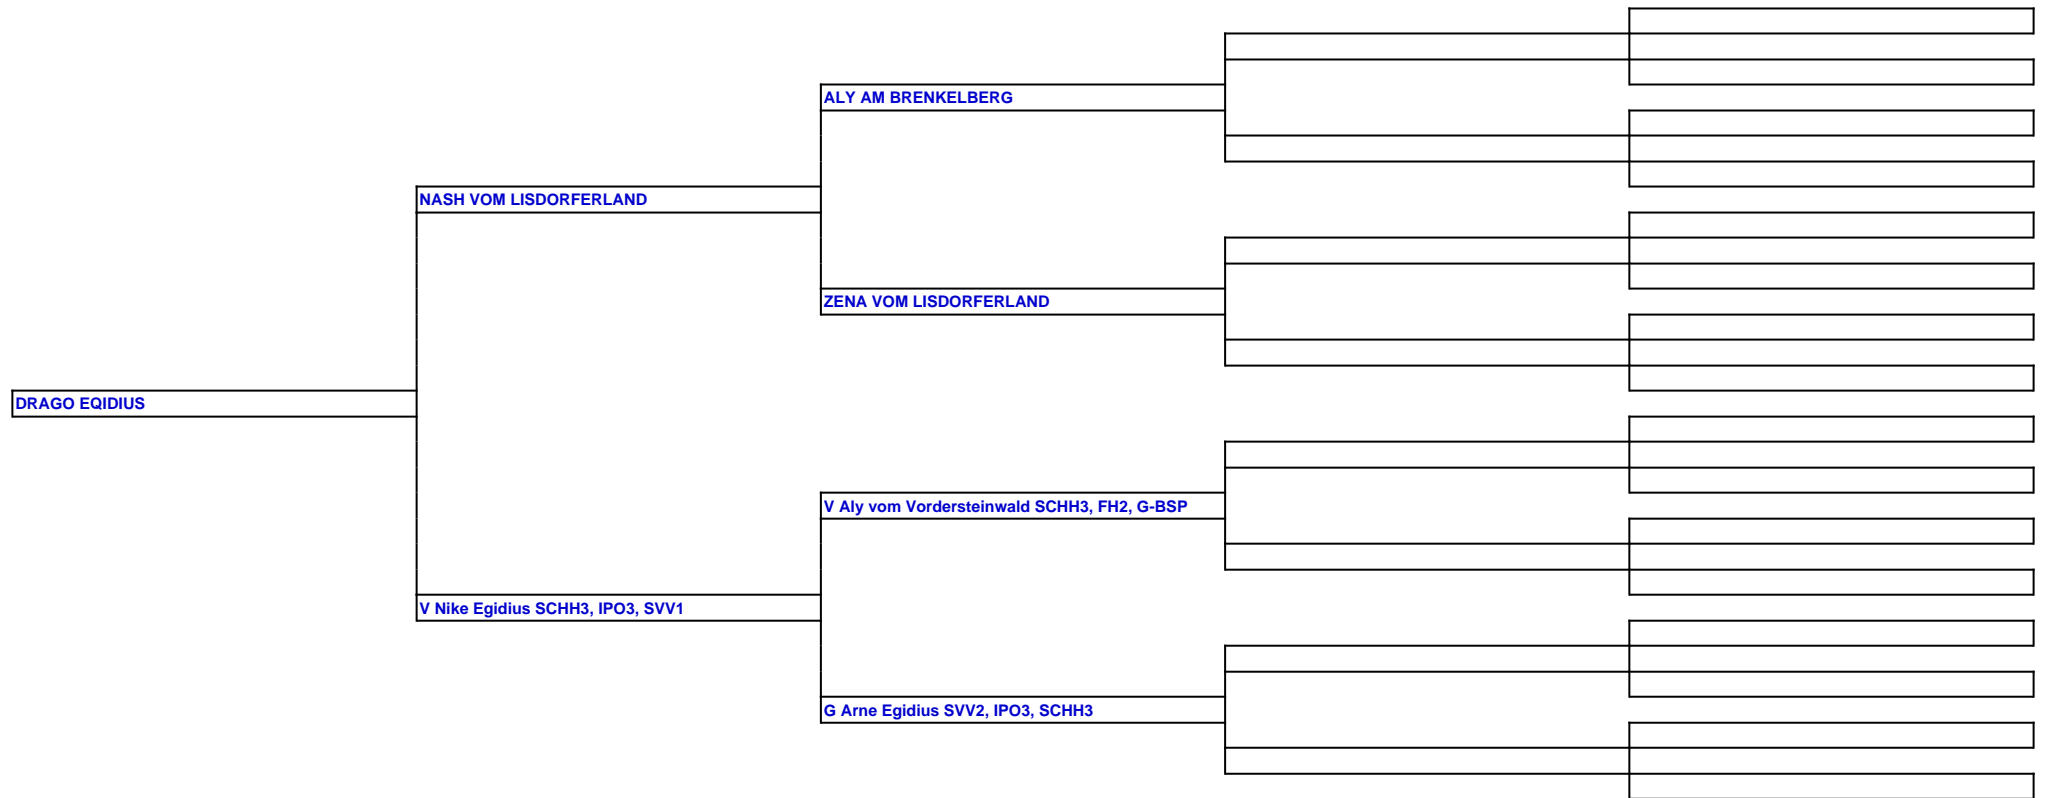 ALY AM BRENKELBERG
NASH VOM LISDORFERLAND
ZENA VOM LISDORFERLAND
DRAGO EQIDIUS
V Aly vom Vordersteinwald SCHH3, FH2, G-BSP
V Nike Egidius SCHH3, IPO3, SVV1
G Arne Egidius SVV2, IPO3, SCHH3